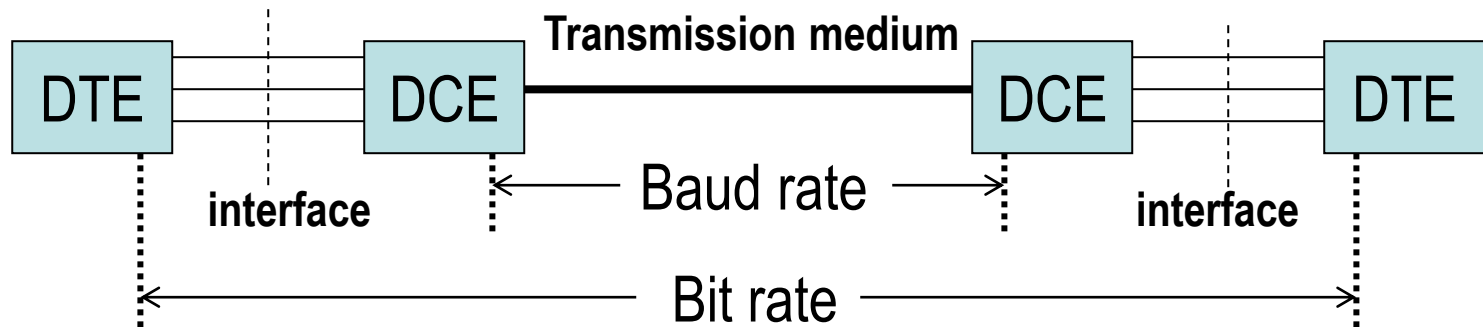 Transmission medium
DTE DCE DCE DTE
Baud rate
interface interface
Bit rate